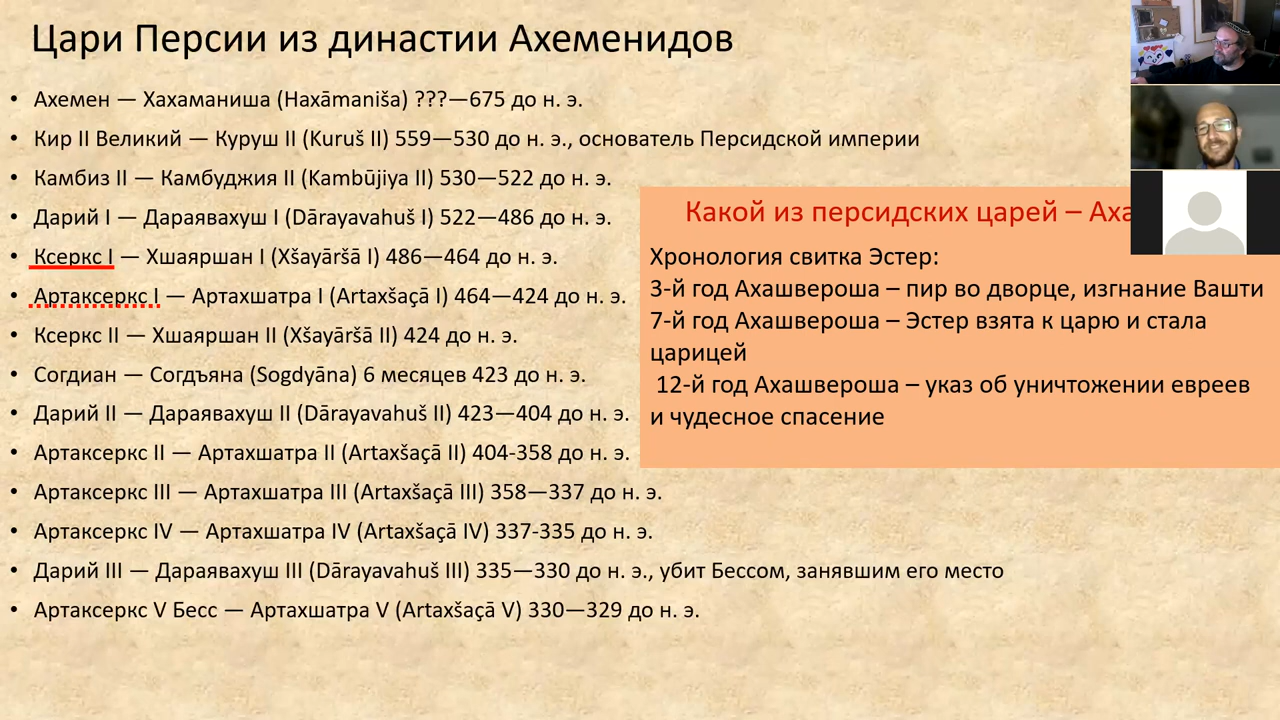 Цари Персии из династии Ахеменидов
• Ахемен — Хахаманиша (Haxāmaniša) ???—675 до н. э.
• Кир II Великий — Куруш II (Kuruš II) 559—530 до н. э., основатель Персидской империи
• Камбиз II — Камбуджия II (Kambūjiya II) 530—522 до н. э.
• Дарий I — Дараявахуш I (Dārayavahuš I) 522—486 до н. э.
• Ксеркс I — Хшаяршан I (Xšayāršā I) 486—464 до н. э.
• Артаксеркс I — Артахшатра I (Artaxšaçā I) 464—424 до н. э.
• Ксеркс II — Хшаяршан II (Xšayāršā II) 424 до н. э.
• Согдиан — Согдъяна (Sogdyāna) 6 месяцев 423 до н. э.
• Дарий II — Дараявахуш II (Dārayavahuš II) 423—404 до н. э.
• Артаксеркс II — Артахшатра II (Artaxšaçā II) 404-358 до н. э.
• Артаксеркс III — Артахшатра III (Artaxšaçā III) 358—337 до н. э.
• Артаксеркс IV — Артахшатра IV (Artaxšaçā IV) 337-335 до н. э.
• Дарий III — Дараявахуш III (Dārayavahuš III) 335—330 до н. э., убит Бессом, занявшим его место
• Артаксеркс V Бесс — Артахшатра V (Artaxšaçā V) 330—329 до н. э.
Какой из персидских царей –
Хронология свитка Эстер:
3-й год Ахашвероша – пир во дворце, изгнание Вашти
7-й год Ахашвероша – Эстер взята к царю и стала
царицей
12-й год Ахашвероша – указ об уничтожении евреев
и чудесное спасение